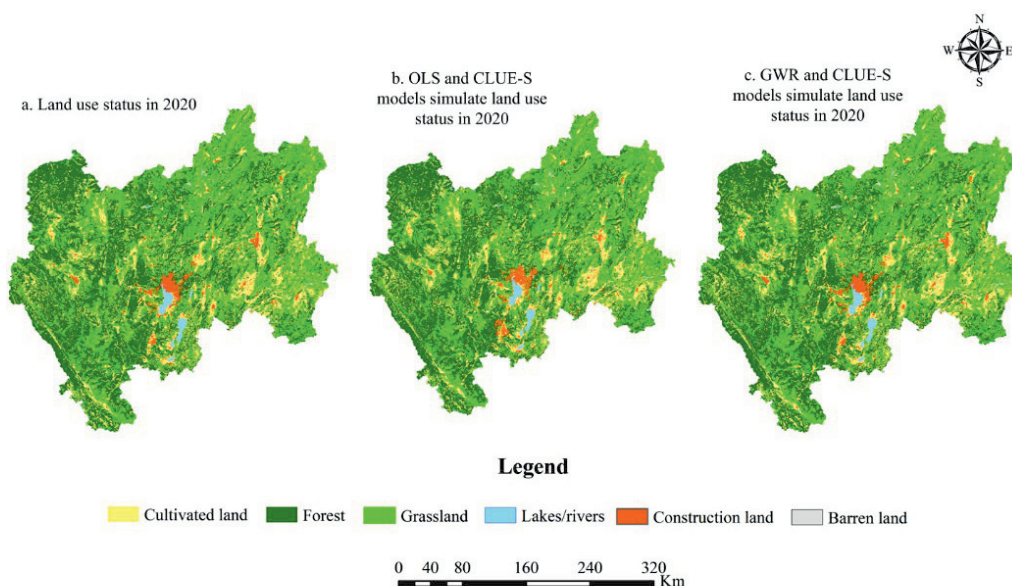 N
W E
S
a. Land use status in 2020
b. OLS and CLUE-S
models simulate land use
status in 2020
c. GWR and CLUE-S
models simulate land use
status in 2020
Legend
Cultivated land Forest Grassland Lakes/rivers Construction land Barren land
0 40 80 160 240 320
Km